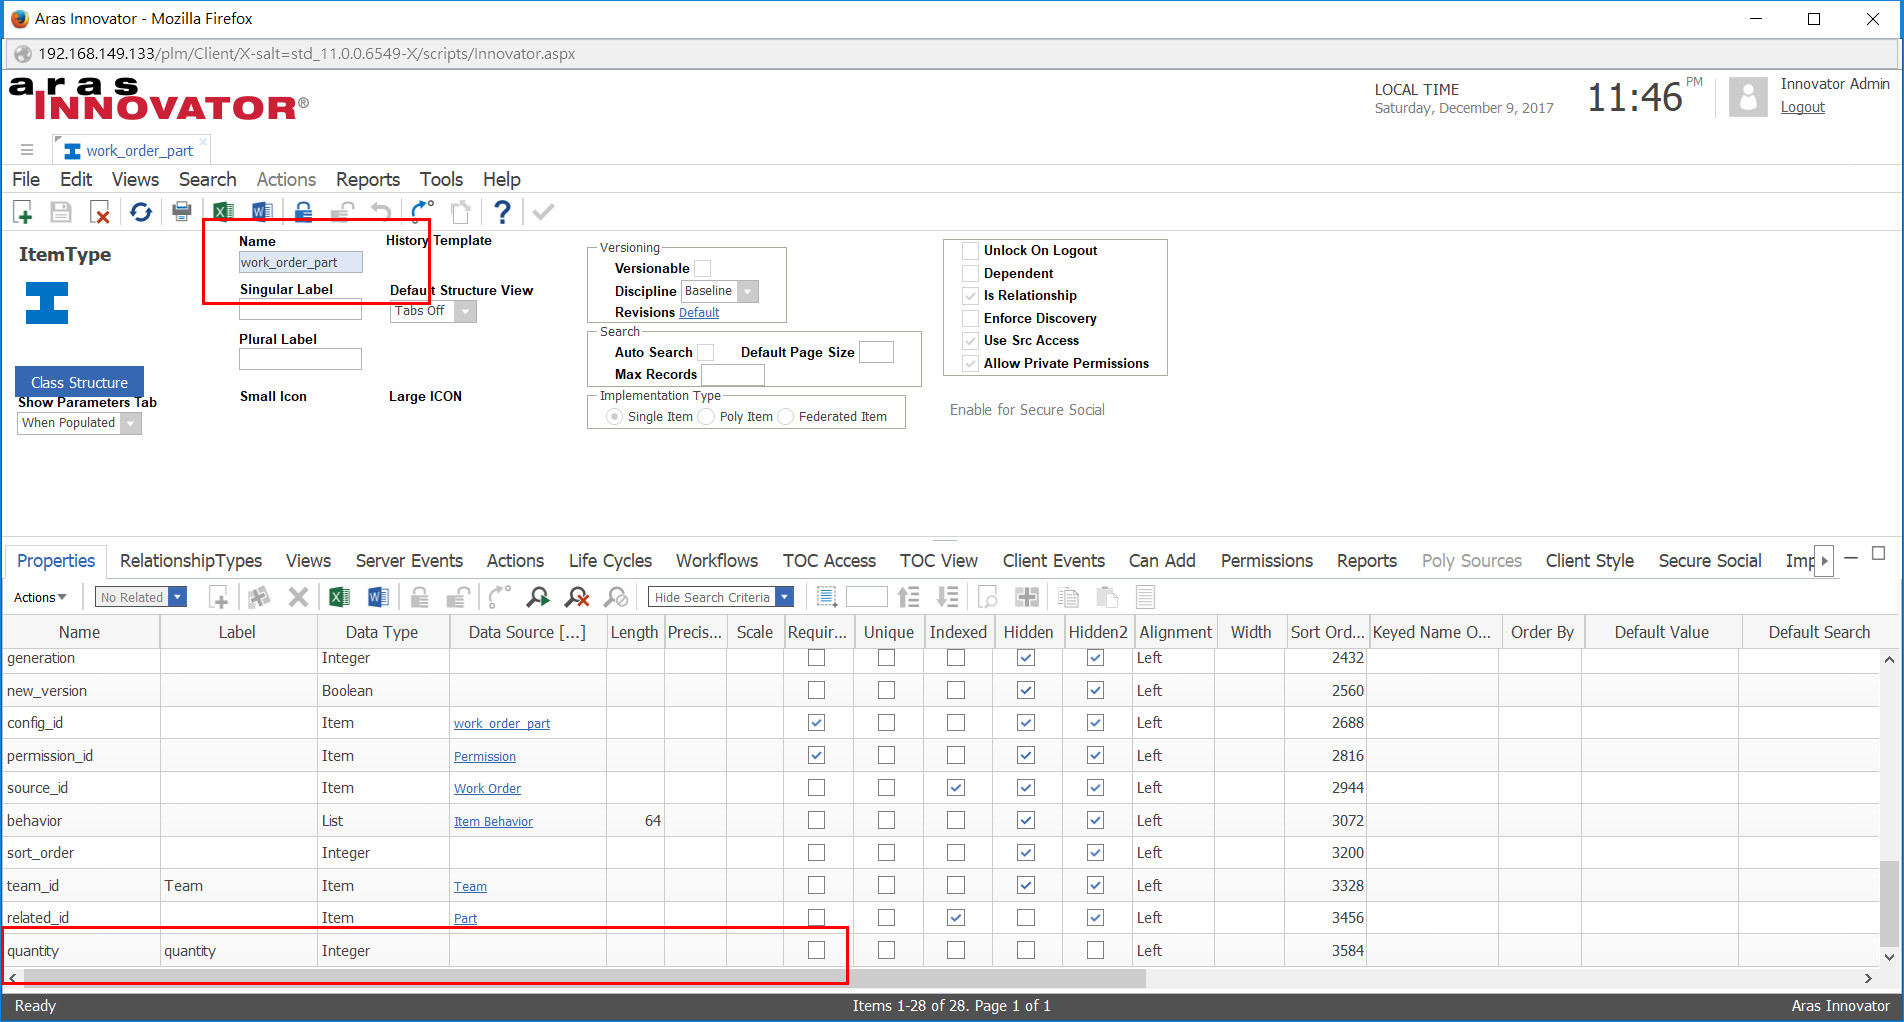 Aras Innovator - Mozilla Firefox
192.168.149.133/plm/Client/X-salt=std_11.0.0.6549-X/scripts/Innovator.aspx
aras
INNOVATOR®
LOCAL TIME
Saturday, December 9, 2017
11:46 PM
Innovator Admin
Logout
work_order_part
File Edit Views Search Actions Reports Tools Help
ItemType
Name
work_order_part
Singular Label
Plural Label
Small Icon
History Template
Default Structure View
Tabs Off
Large ICON
Class Structure
Show Parameters Tab
When Populated
Versioning
Versionable
Discipline Baseline
Revisions Default
Search
Auto Search Default Page Size
Max Records
Implementation Type
Single Item Poly Item Federated Item
Unlock On Logout
Dependent
Is Relationship
Enforce Discovery
Use Src Access
Allow Private Permissions
Enable for Secure Social
Properties RelationshipTypes Views Server Events Actions Life Cycles Workflows TOC Access TOC View Client Events Can Add Permissions Reports Poly Sources Client Style Secure Social Imp
Actions No Related Hide Search Criteria
Name Label Data Type Data Source [...] Length Precis... Scale Requir... Unique Indexed Hidden Hidden2 Alignment Width Sort Ord... Keyed Name O... Order By Default Value Default Search
generation Integer Left 2432
new_version Boolean Left 2560
config_id Item work_order_part Left 2688
permission_id Item Permission Left 2816
source_id Item Work Order Left 2944
behavior List Item Behavior 64 Left 3072
sort_order Integer Left 3200
team_id Team Item Team Left 3328
related_id Item Part Left 3456
quantity quantity Integer Left 3584
Ready Items 1-28 of 28. Page 1 of 1 Aras Innovator